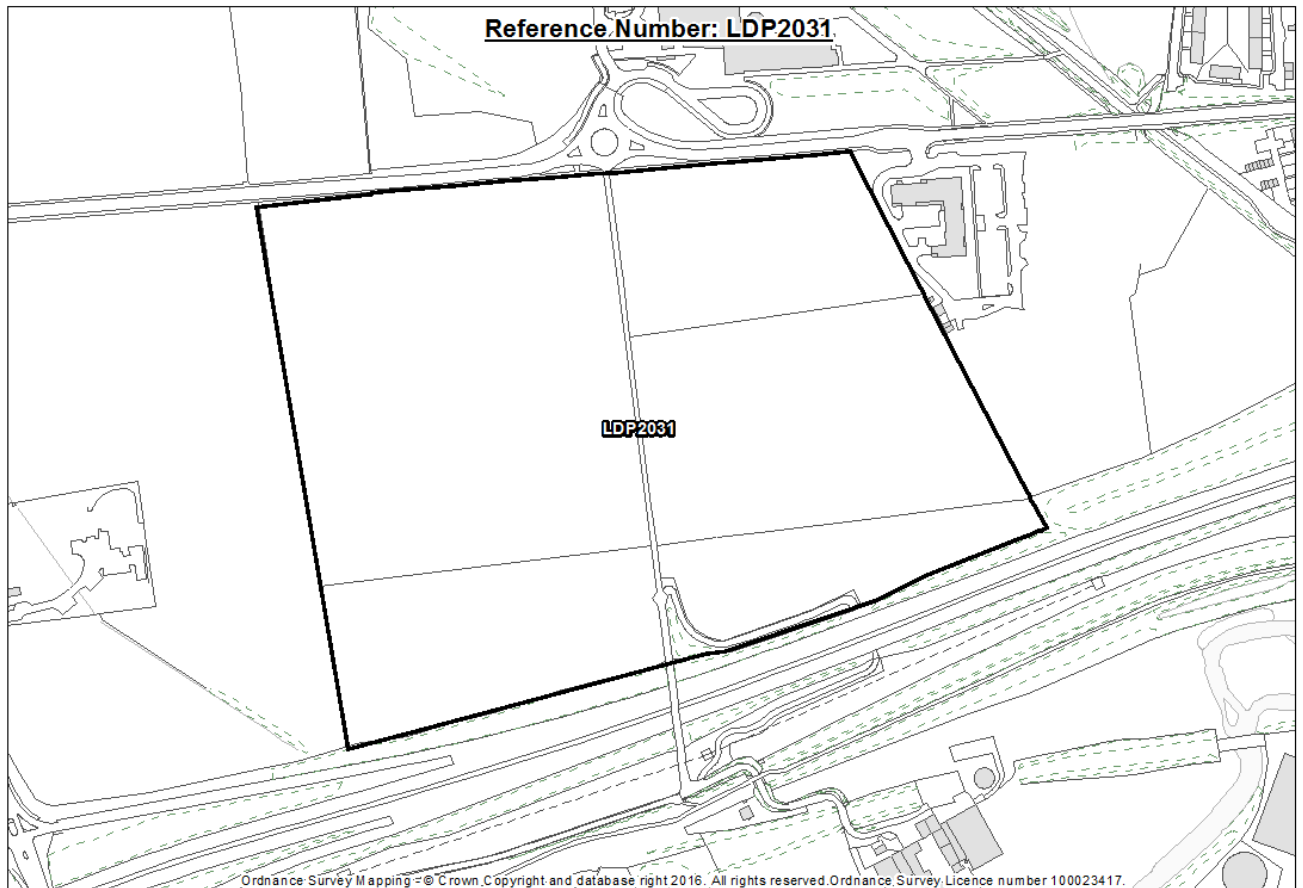 Reference Number: LDP2031
LDP2031
Ordnance Survey Mapping - © Crown Copyright and database right 2016. All rights reserved.Ordnance Survey Licence number 100023417.